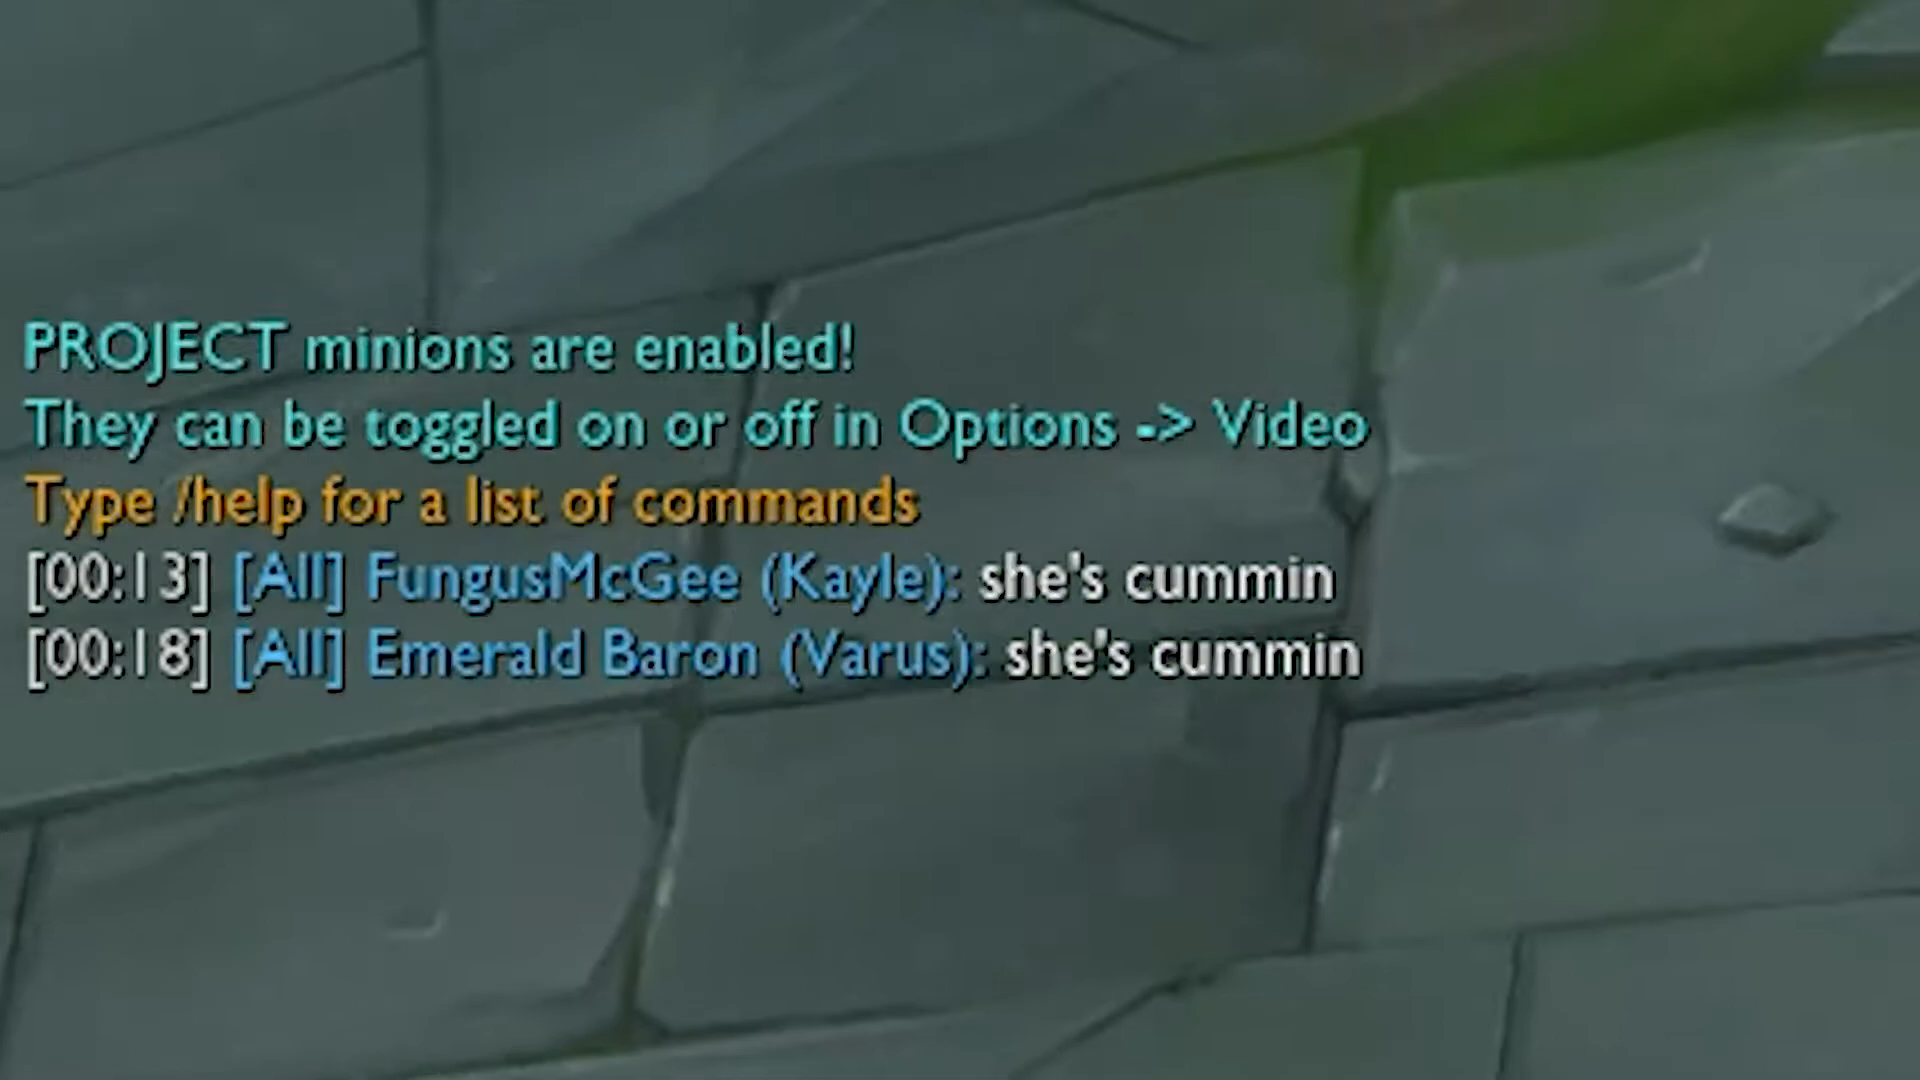 PROJECT minions are enabled!
They can be toggled on or off in Options -> Video
Type /help for a list of commands
[00:13] [All] FungusMcGee (Kayle): she's cummin
[00:18] [All] Emerald Baron (Varus): she's cummin